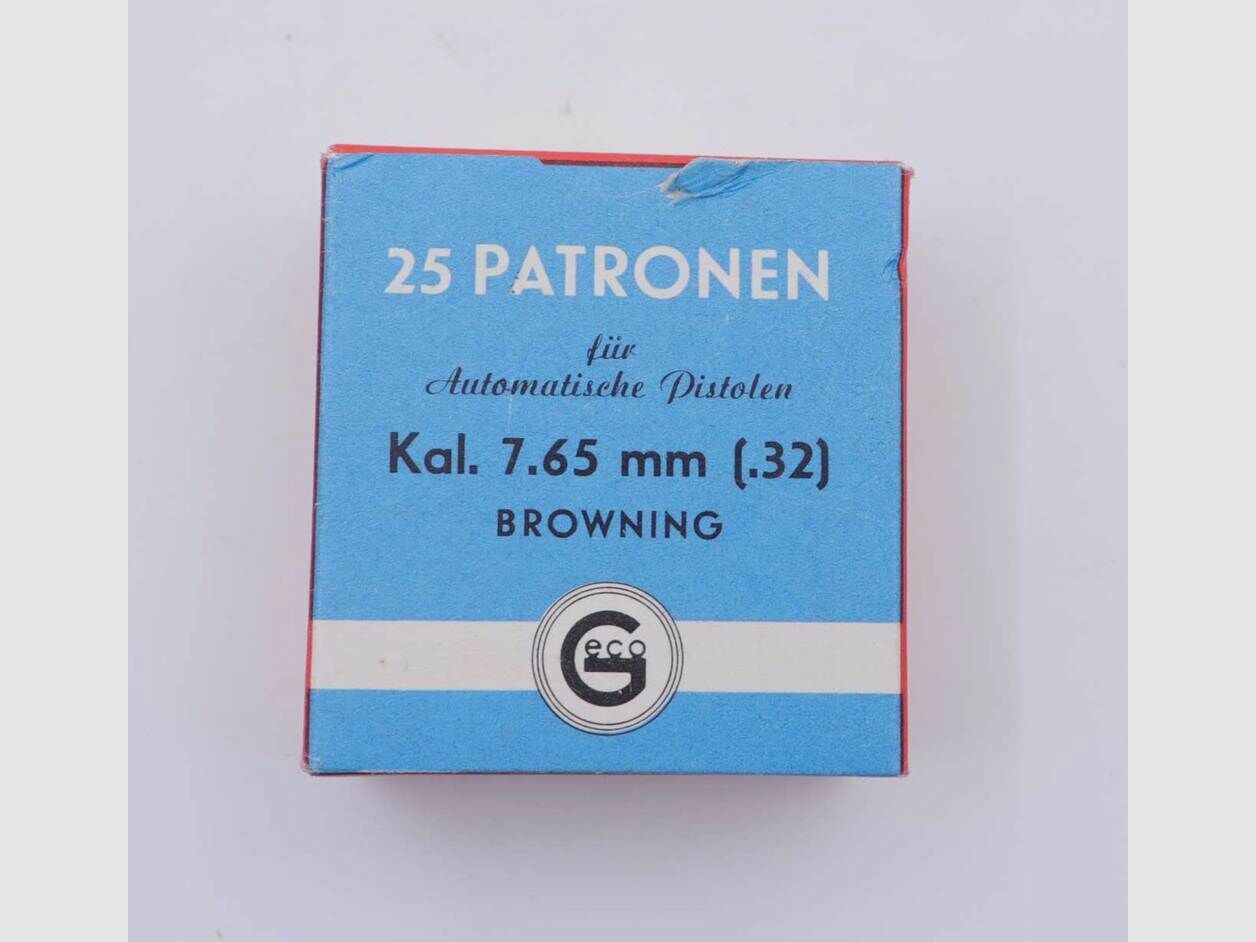 25 PATRONEN
für
Automatische Pistolen
Kal. 7.65 mm (.32)
BROWNING
Geco